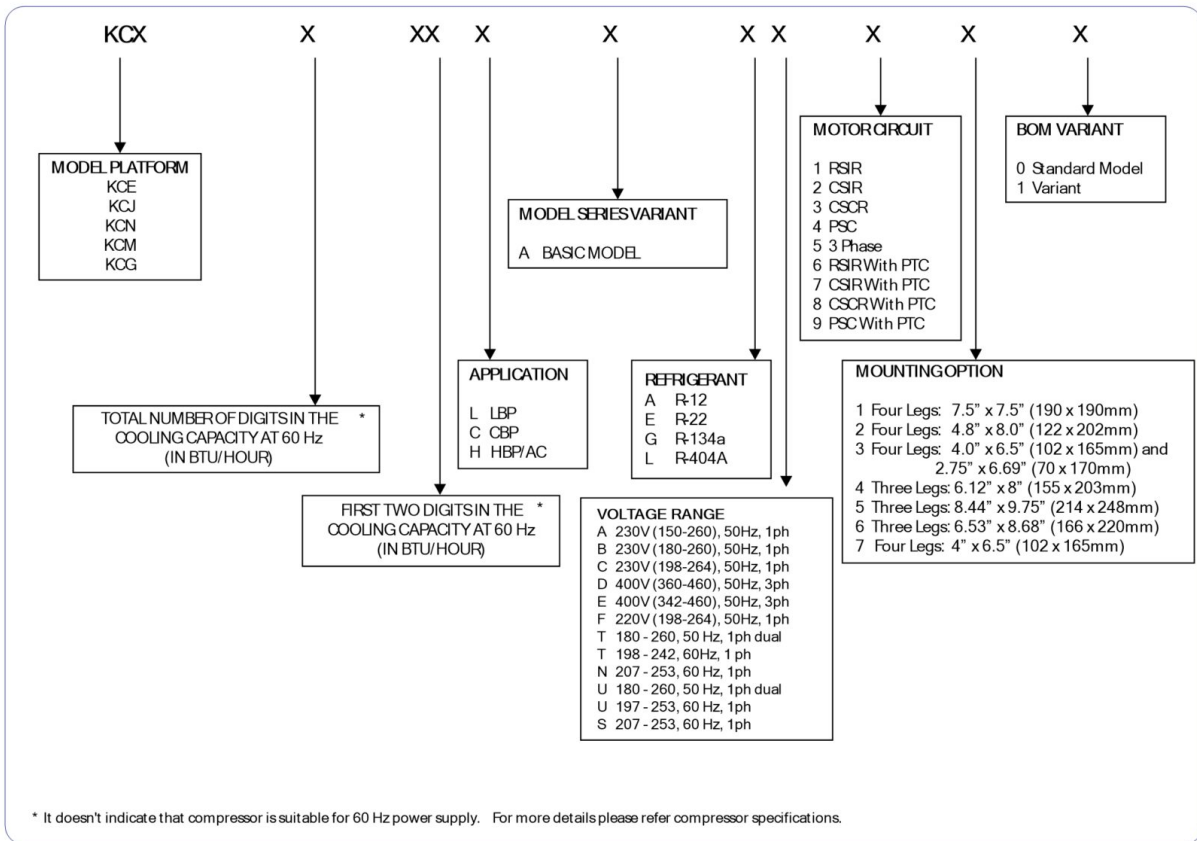 KCX X XX X X X X X X X
MODEL PLATFORM
KCE
KCJ
KCN
KCM
KCG
TOTAL NUMBER OF DIGITS IN THE *
COOLING CAPACITY AT 60 Hz
(IN BTU/HOUR)
FIRST TWO DIGITS IN THE *
COOLING CAPACITY AT 60 Hz
(IN BTU/HOUR)
APPLICATION
L LBP
C CBP
H HBP/AC
MODEL SERIES VARIANT
A BASIC MODEL
REFRIGERANT
A R-12
E R-22
G R-134a
L R-404A
VOLTAGE RANGE
A 230V (150-260), 50Hz, 1ph
B 230V (180-260), 50Hz, 1ph
C 230V (198-264), 50Hz, 1ph
D 400V (360-460), 50Hz, 3ph
E 400V (342-460), 50Hz, 3ph
F 220V (198-264), 50Hz, 1ph
T 180 - 260, 50 Hz, 1ph dual
T 198 - 242, 60Hz, 1 ph
N 207 - 253, 60 Hz, 1ph
U 180 - 260, 50 Hz, 1ph dual
U 197 - 253, 60 Hz, 1ph
S 207 - 253, 60 Hz, 1ph
MOTOR CIRCUIT
1 RSIR
2 CSIR
3 CSCR
4 PSC
5 3 Phase
6 RSIR With PTC
7 CSIR With PTC
8 CSCR With PTC
9 PSC With PTC
MOUNTING OPTION
1 Four Legs: 7.5” x 7.5” (190 x 190mm)
2 Four Legs: 4.8” x 8.0” (122 x 202mm)
3 Four Legs: 4.0” x 6.5” (102 x 165mm) and
2.75” x 6.69” (70 x 170mm)
4 Three Legs: 6.12” x 8” (155 x 203mm)
5 Three Legs: 8.44” x 9.75” (214 x 248mm)
6 Three Legs: 6.53” x 8.68” (166 x 220mm)
7 Four Legs: 4” x 6.5” (102 x 165mm)
BOM VARIANT
0 Standard Model
1 Variant
* It doesn't indicate that compressor is suitable for 60 Hz power supply. For more details please refer compressor specifications.